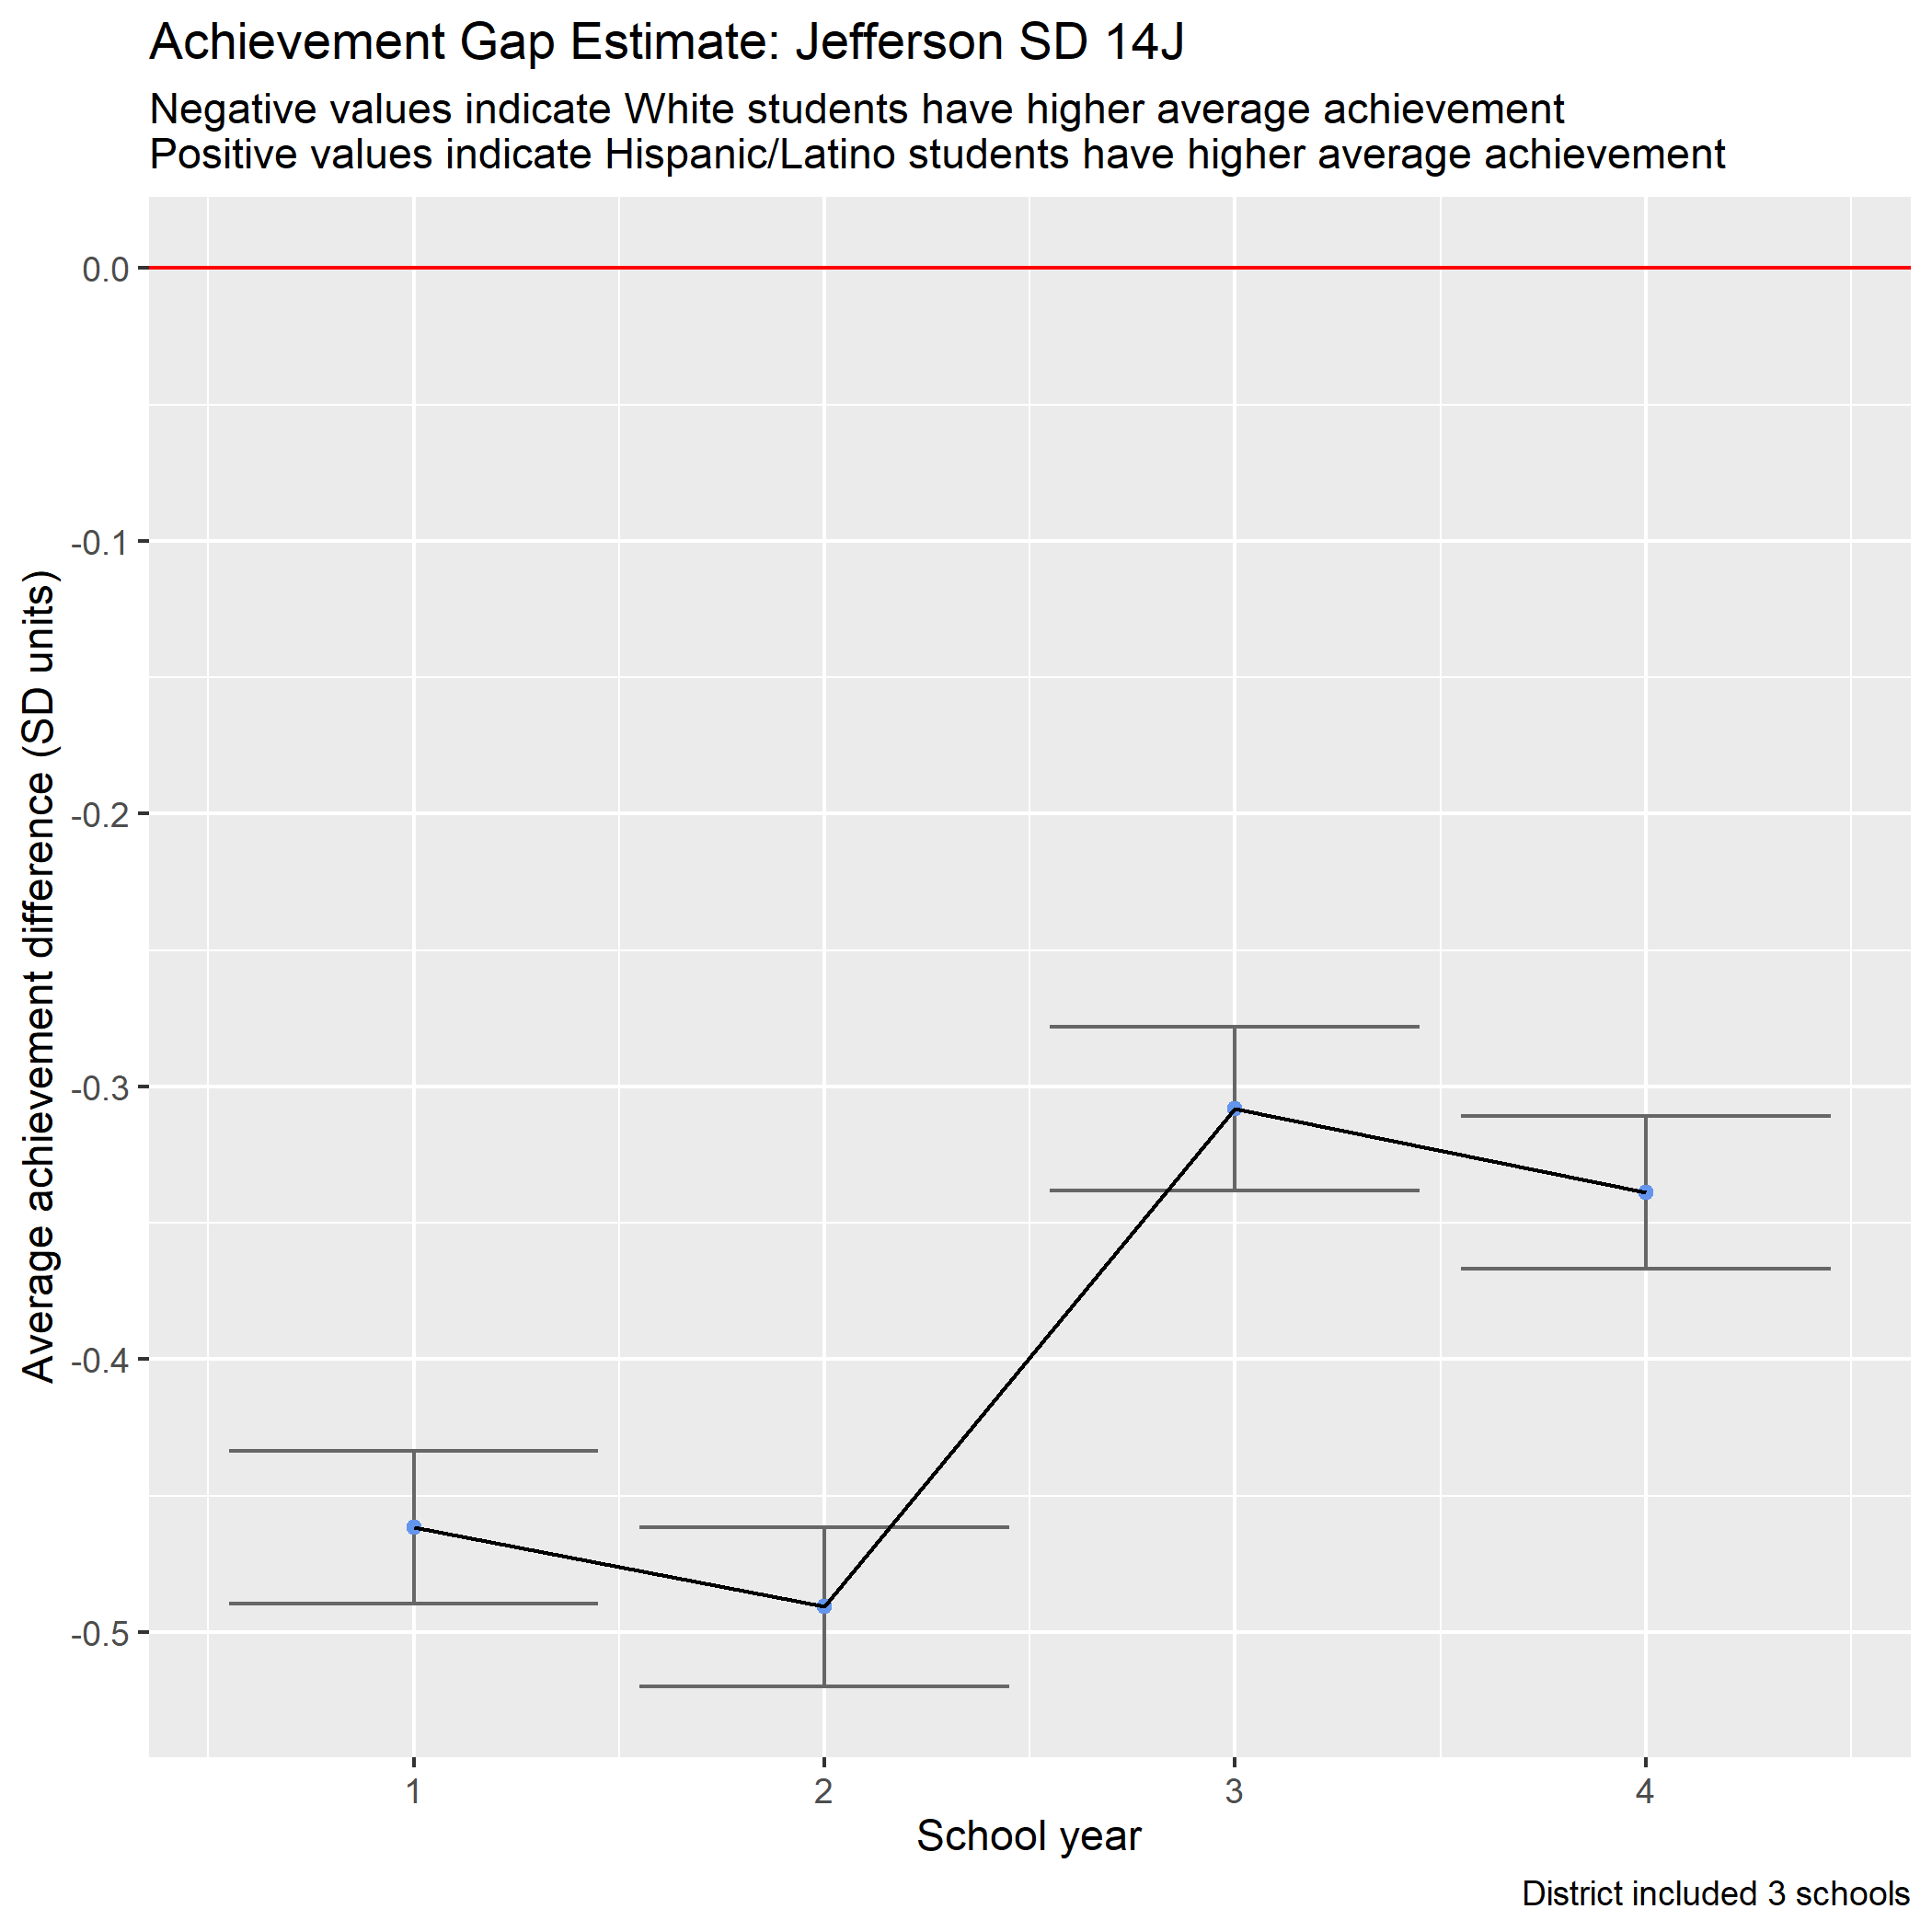 Achievement Gap Estimate: Jefferson SD 14J
Negative values indicate White students have higher average achievement
Positive values indicate Hispanic/Latino students have higher average achievement
Average achievement difference (SD units)
0.0
-0.1
-0.2
-0.3
-0.4
-0.5
1 2 3 4
School year
District included 3 schools